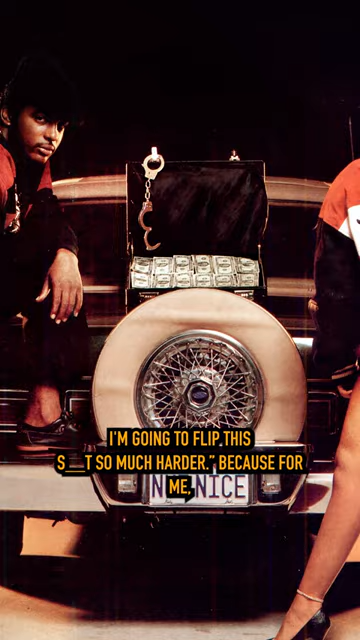 I'M GOING TO FLIP THIS
S__T SO MUCH HARDER.” BECAUSE FOR
ME,
NICE